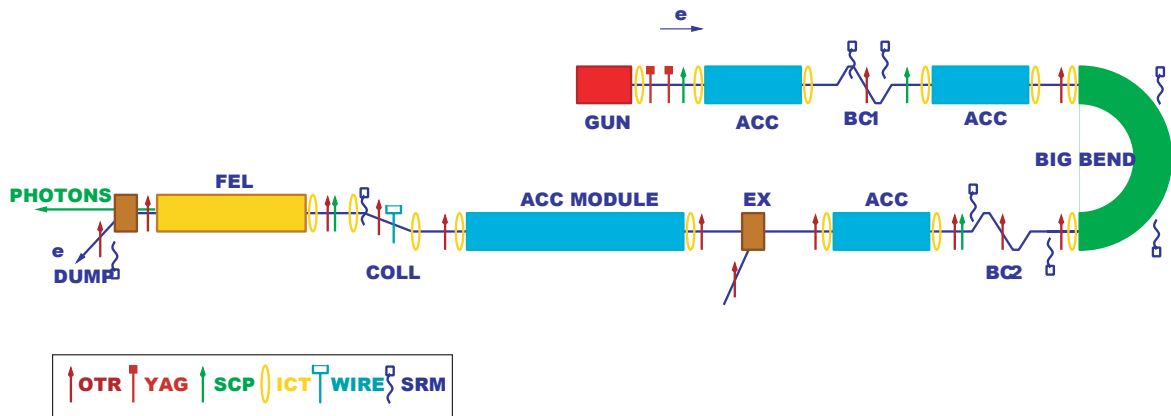 e
GUN
ACC
BC1
ACC
BIG BEND
PHOTONS
FEL
ACC MODULE
EX
ACC
e
DUMP
COLL
BC2
OTR YAG SCP ICT WIRE SRM